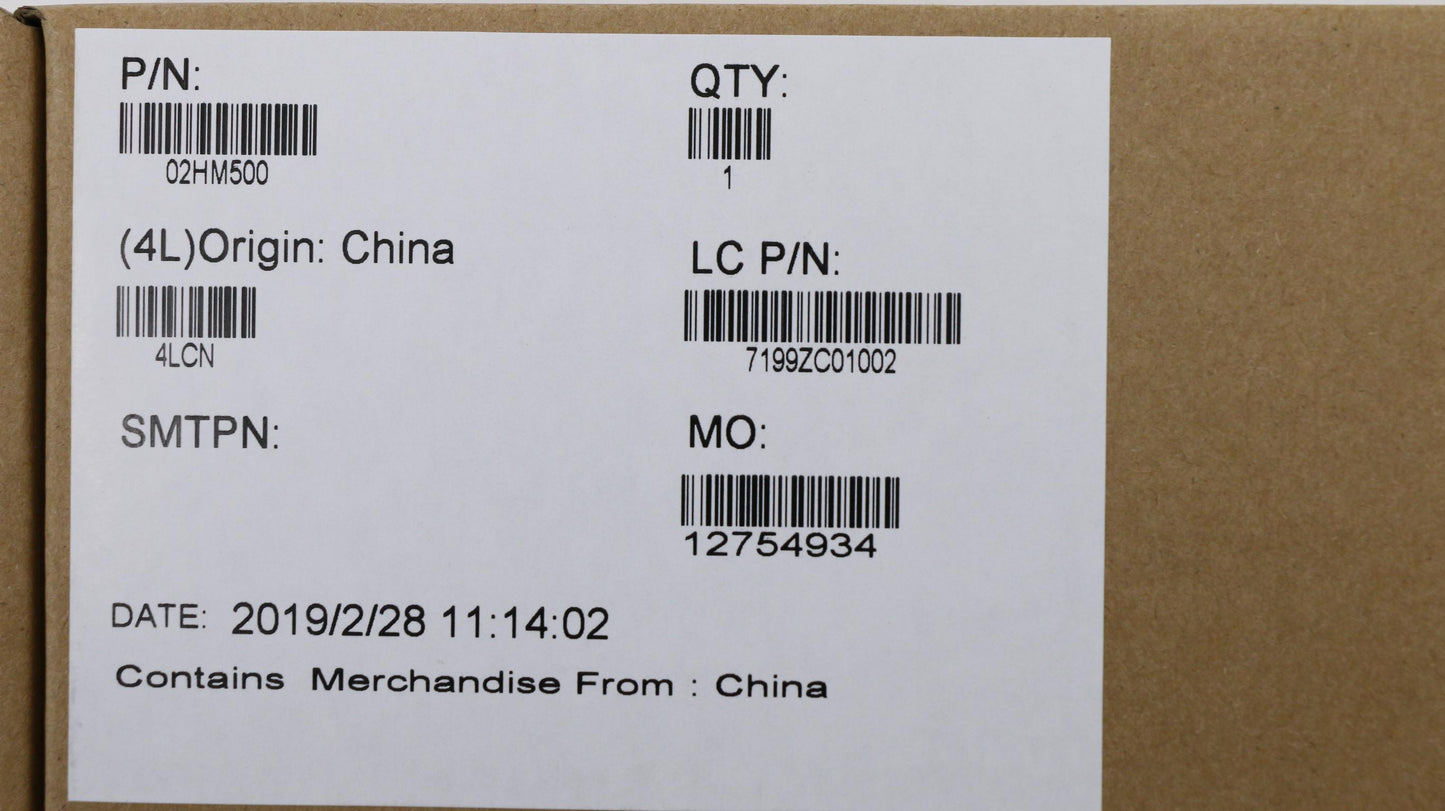 P/N:
02HM500
QTY:
1
(4L)Origin: China
4LCN
LC P/N:
7199ZC01002
SMTPN:
MO:
12754934
DATE: 2019/2/28 11:14:02
Contains Merchandise From : China